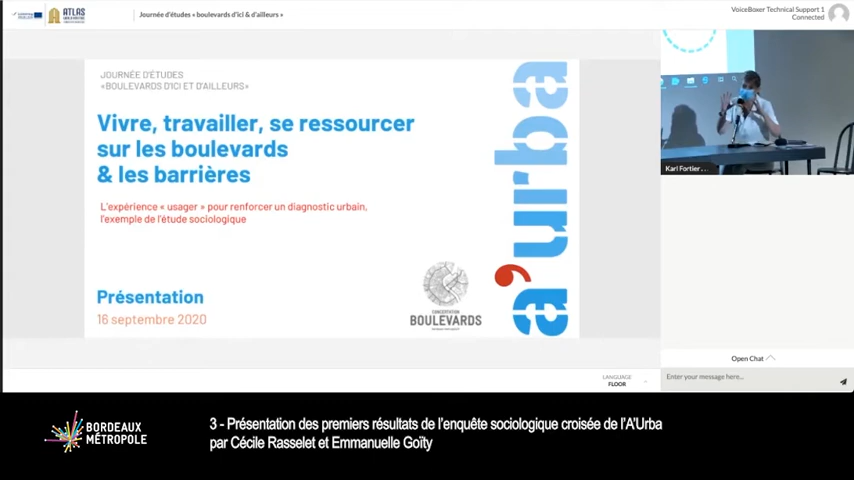 ATLAS
Journée d'études « boulevards d'ici & d'ailleurs »
VoiceBoxer Technical Support 1
Connected
JOURNÉE D'ÉTUDES
«BOULEVARDS D'ICI ET D'AILLEURS»
Vivre, travailler, se ressourcer
sur les boulevards
& les barrières
L'expérience « usager » pour renforcer un diagnostic urbain,
l'exemple de l'étude sociologique
Présentation
16 septembre 2020
BOULEVARDS
a'urba
Karl Fortier ...
Open Chat
Enter your message here...
LANGUAGE
FLOOR
BORDEAUX
MÉTROPOLE
3 - Présentation des premiers résultats de l'enquête sociologique croisée de l'A'Urba
par Cécile Rasselet et Emmanuelle Goïty